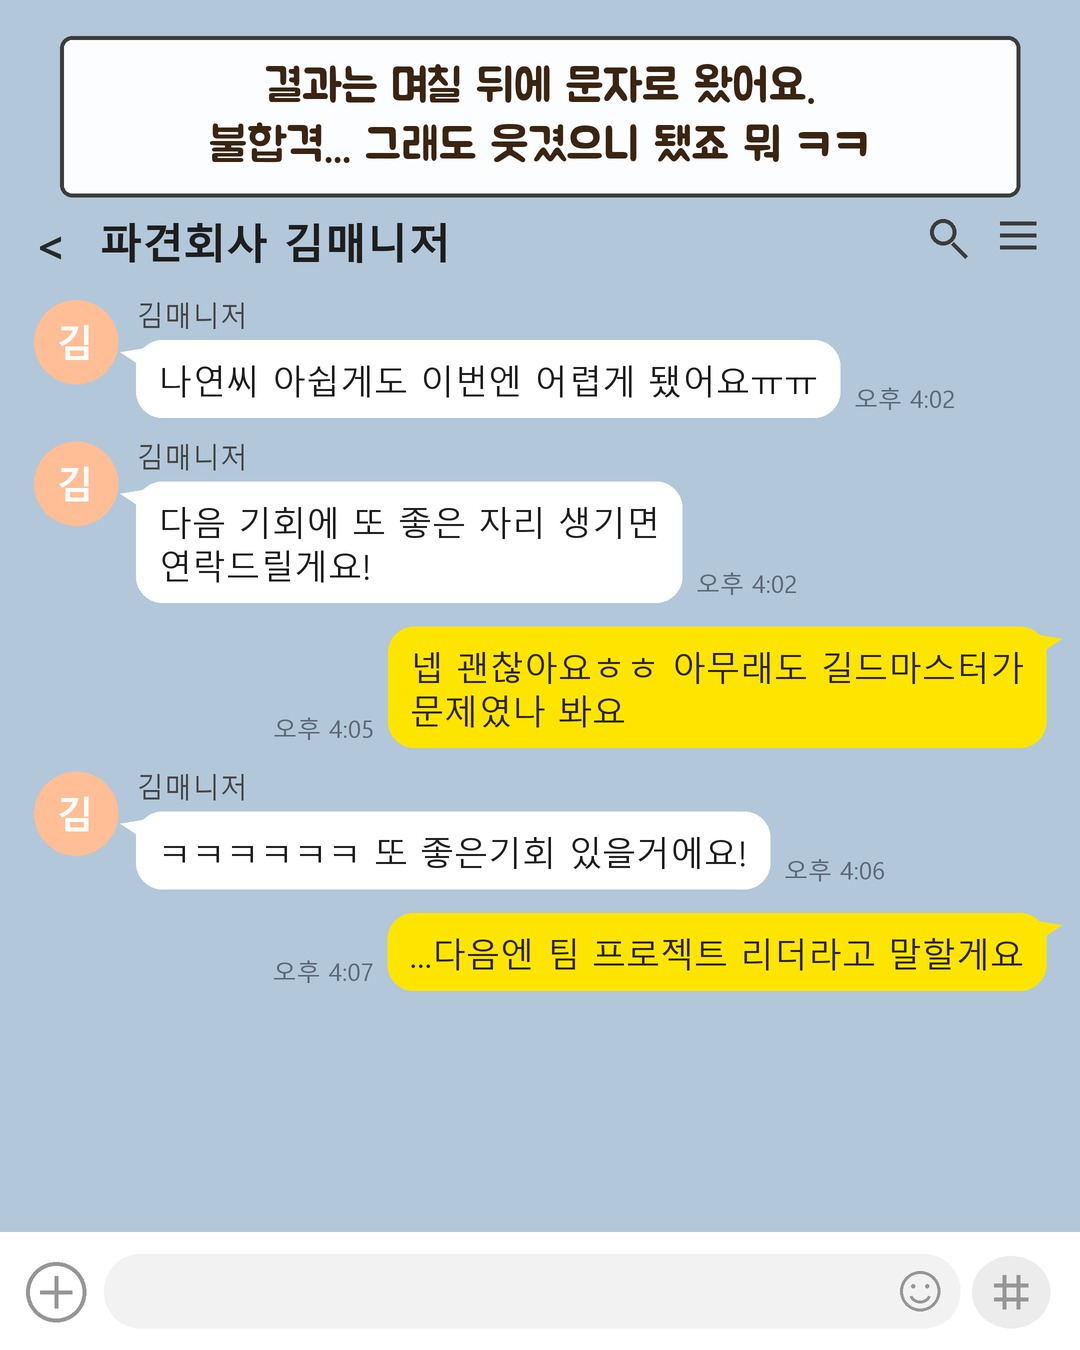 결과는 며칠 뒤에 문자로 왔어요.
불합격... 그래도 웃겼으니 됐죠 뭐 ㅋㅋ
< 파견회사 김매니저
김
김매니저
나연씨 아쉽게도 이번엔 어렵게 됐어요ㅠㅠ
오후 4:02
김
김매니저
다음 기회에 또 좋은 자리 생기면
연락드릴게요!
오후 4:02
넵 괜찮아요ㅎㅎ 아무래도 길드마스터가
문제였나 봐요
오후 4:05
김
김매니저
ㅋㅋㅋㅋㅋㅋ 또 좋은기회 있을거에요!
오후 4:06
...다음엔 팀 프로젝트 리더라고 말할게요
오후 4:07